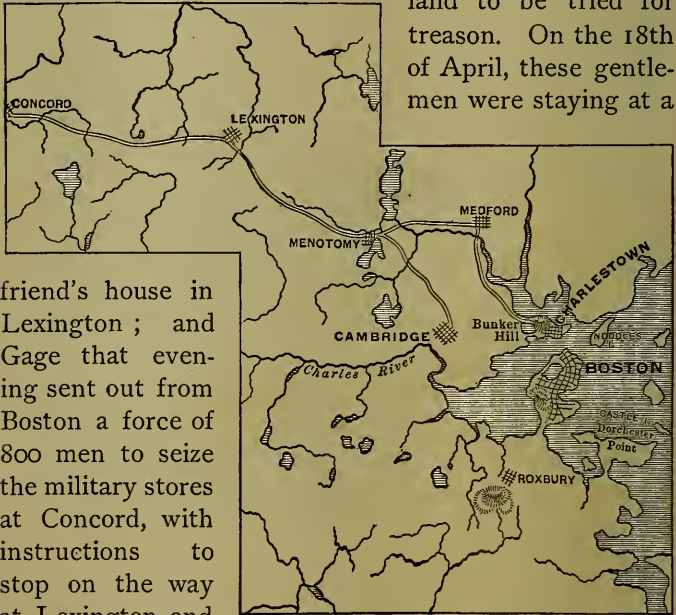 land to be tried for
treason. On the 18th
of April, these gentle-
men were staying at a
CONCORD
LEXINGTON
MENOTOMY
MEDFORD
CHARLESTOWN
Bunker
Hill
CAMBRIDGE
Charles River
BOSTON
CASTLE I.
Dorchester
Point
ROXBURY
friend's house in
Lexington ; and
Gage that even-
ing sent out from
Boston a force of
800 men to seize
the military stores
at Concord, with
instructions to
stop on the way
at Lexington and